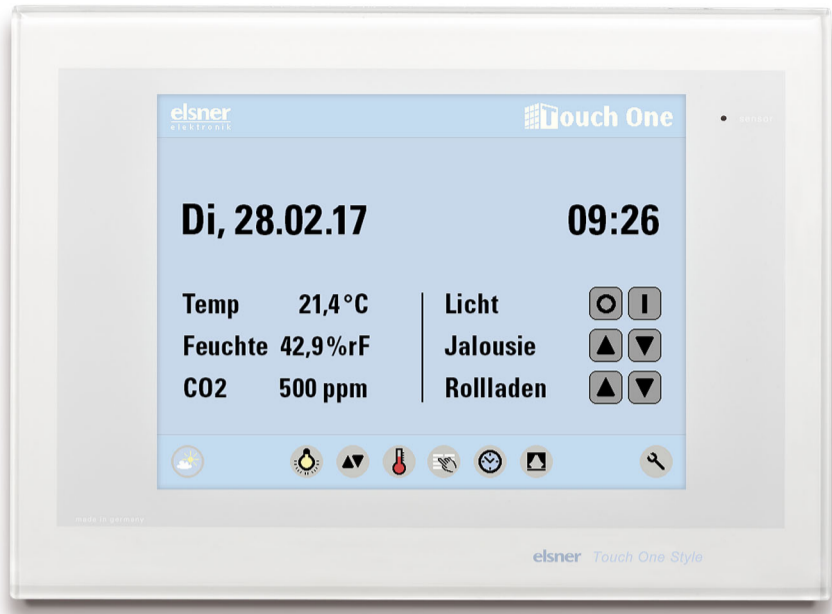 elsner
elektronik
Touch One
sensor
Di, 28.02.17
09:26
Temp 21,4°C
Feuchte 42,9%rF
CO2 500 ppm
Licht
Jalousie
Rollladen
made in germany
elsner Touch One Style